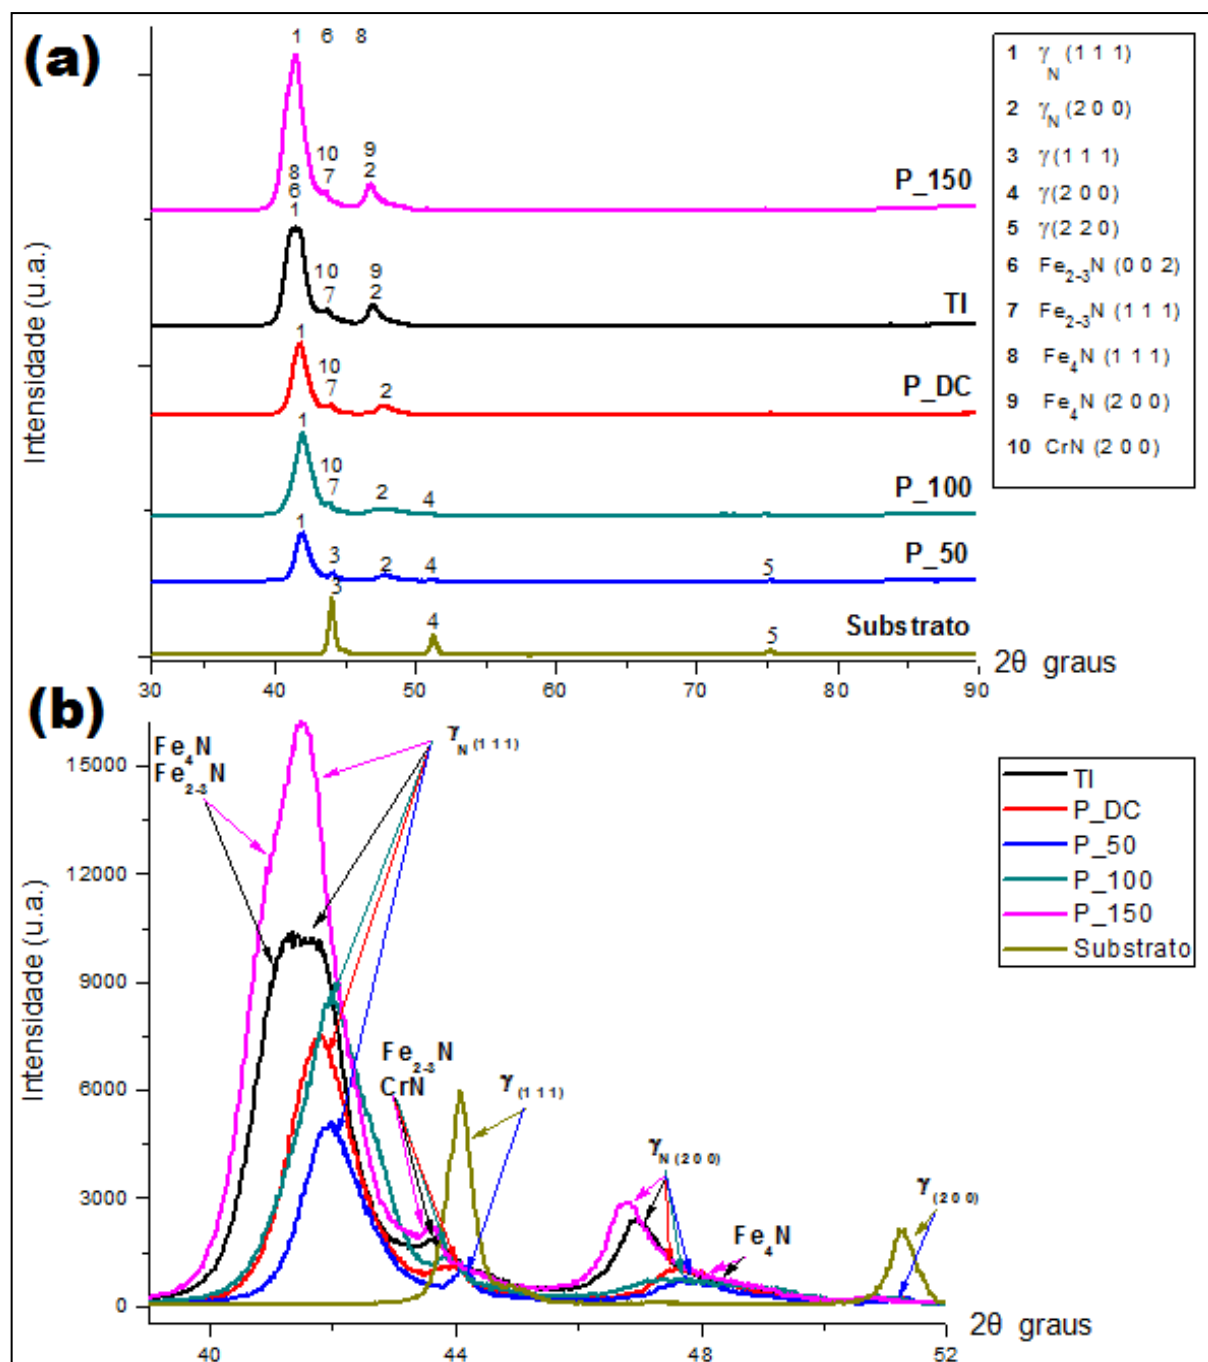 (a)
1 6 8
10
7
9
2
P_150
8
6
1
10
7
9
2
TI
1
10
7
2
P_DC
1
10
7
2
4
P_100
1
3
2
4
5
P_50
3
4
5
Substrato
Intensidade (u.a.)
30 40 50 60 70 80 90
2θ graus
1 γN (1 1 1)
2 γN (2 0 0)
3 γ(1 1 1)
4 γ(2 0 0)
5 γ(2 2 0)
6 Fe2-3N (0 0 2)
7 Fe2-3N (1 1 1)
8 Fe4N (1 1 1)
9 Fe4N (2 0 0)
10 CrN (2 0 0)
(b)
Fe4N
Fe2-3N
γN (1 1 1)
Fe2-3N
CrN
γ(1 1 1)
γN (2 0 0)
Fe4N
γ(2 0 0)
Intensidade (u.a.)
15000
12000
9000
6000
3000
0
40 44 48 52
2θ graus
TI
P_DC
P_50
P_100
P_150
Substrato